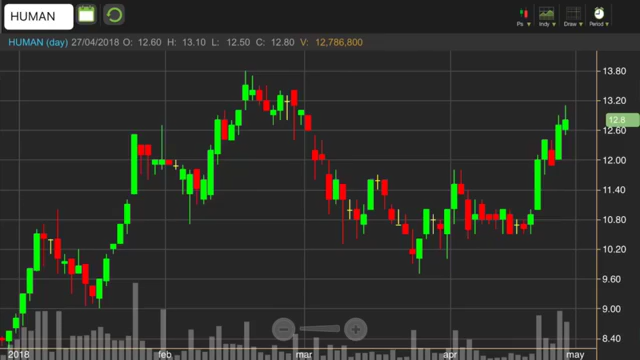 HUMAN
Ps ▼ Indy ▼ Draw ▼ Period ▼
HUMAN (day) 27/04/2018 O: 12.60 H: 13.10 L: 12.50 C: 12.80 V: 12,786,800
13.80
13.20
12.8
12.60
12.00
11.40
10.80
10.20
9.60
9.00
8.40
2018 feb mar apr may